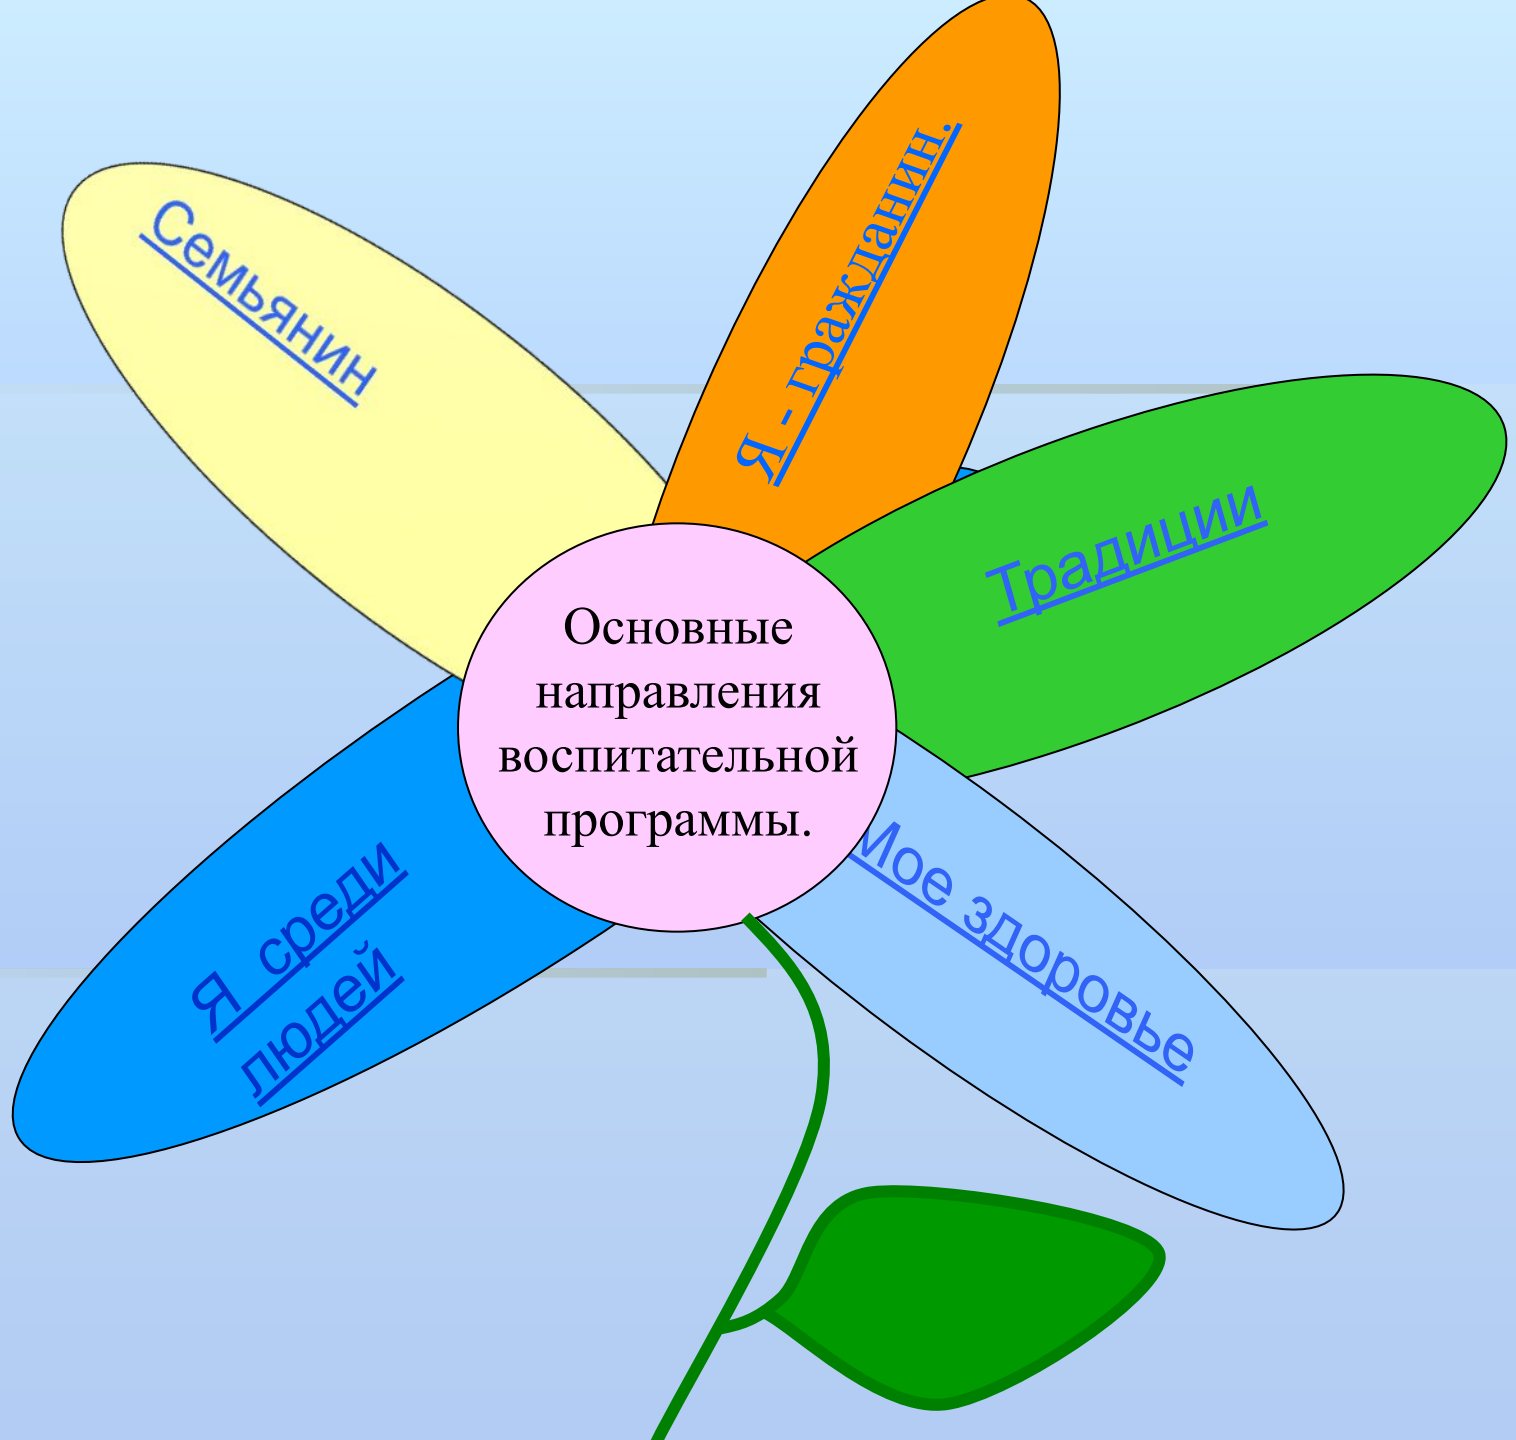 Семьянин
Я - гражданин.
Традиции
Основные
направления
воспитательной
программы.
Мое здоровье
Я среди
людей